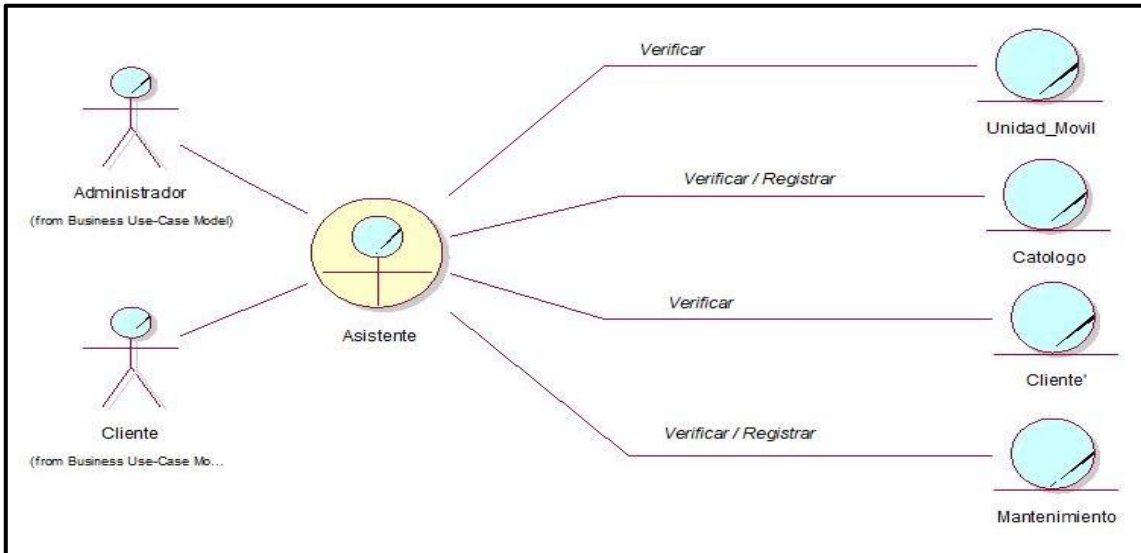 Verificar
Unidad_Movil
Administrador
(from Business Use-Case Model)
Verificar / Registrar
Catologo
Asistente
Verificar
Cliente'
Cliente
(from Business Use-Case Mo...
Verificar / Registrar
Mantenimiento